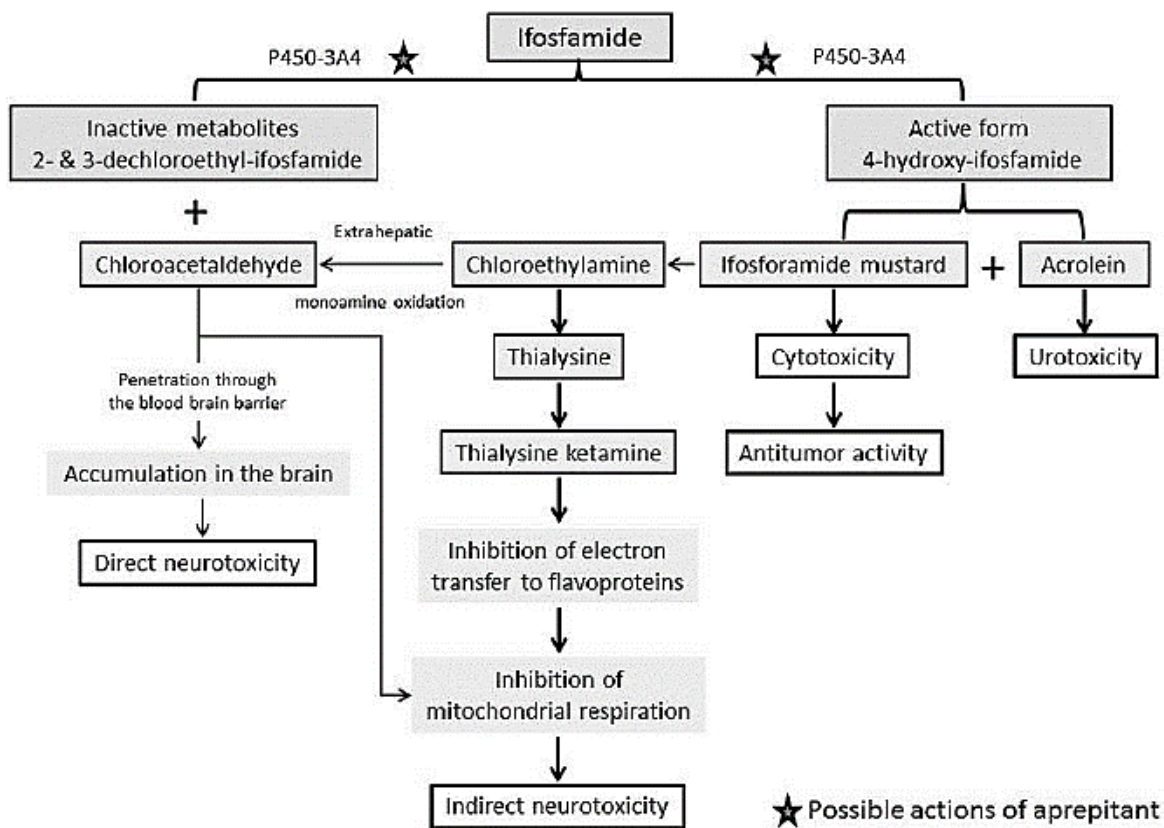 Ifosfamide
P450-3A4
P450-3A4
Inactive metabolites
2- & 3-dechloroethyl-ifosfamide
Active form
4-hydroxy-ifosfamide
+
Extrahepatic
Chloroacetaldehyde
Chloroethylamine
Ifosforamide mustard
+
Acrolein
monoamine oxidation
Thialysine
Cytotoxicity
Urotoxicity
Penetration through
the blood brain barrier
Thialysine ketamine
Antitumor activity
Accumulation in the brain
Direct neurotoxicity
Inhibition of electron
transfer to flavoproteins
Inhibition of
mitochondrial respiration
Indirect neurotoxicity
Possible actions of aprepitant